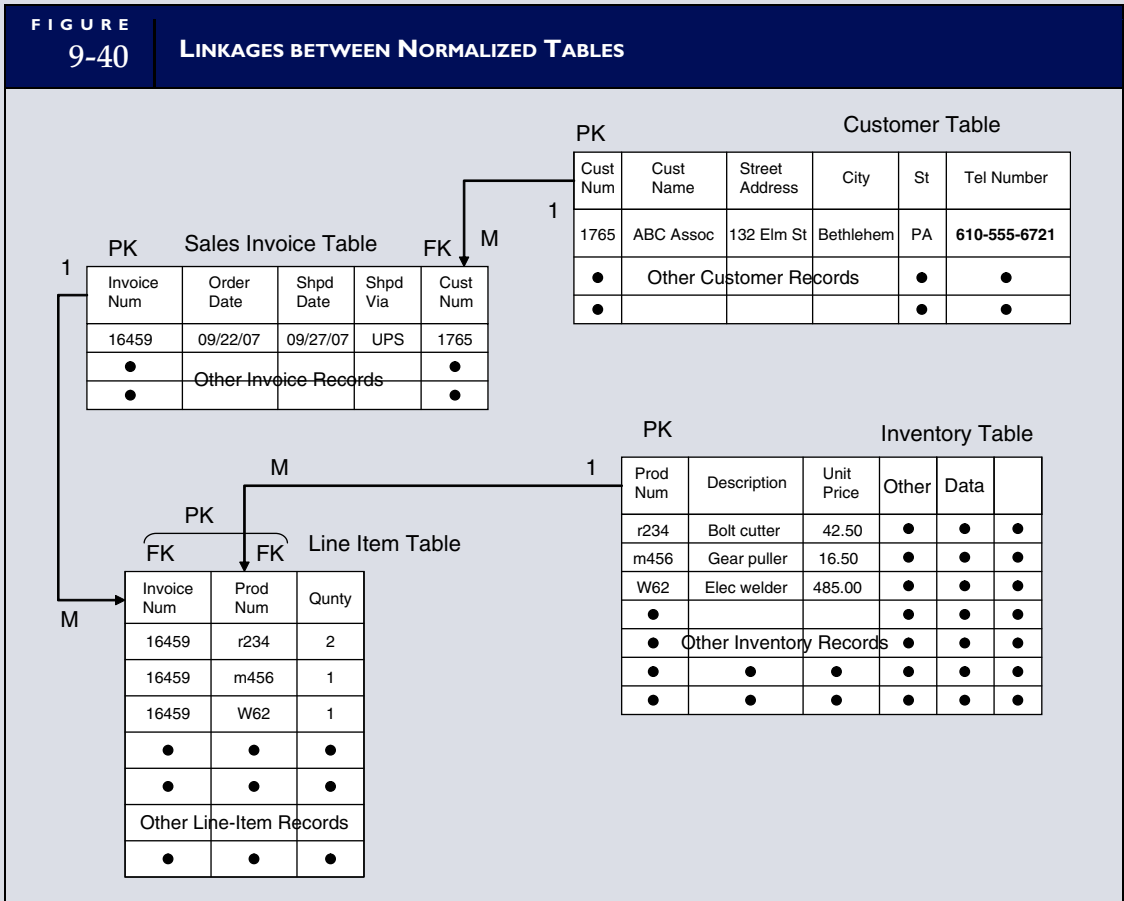 FIGURE
9-40
LINKAGES BETWEEN NORMALIZED TABLES
PK
Customer Table
Cust Num
Cust Name
Street Address
City
St
Tel Number
1765
ABC Assoc
132 Elm St
Bethlehem
PA
610-555-6721
Other Customer Records
1
M
1
PK
Sales Invoice Table
FK
Invoice Num
Order Date
Shpd Date
Shpd Via
Cust Num
16459
09/22/07
09/27/07
UPS
1765
Other Invoice Records
PK
Inventory Table
M
1
Prod Num
Description
Unit Price
Other
Data
r234
Bolt cutter
42.50
m456
Gear puller
16.50
W62
Elec welder
485.00
Other Inventory Records
PK
FK
FK
Line Item Table
M
Invoice Num
Prod Num
Qunty
16459
r234
2
16459
m456
1
16459
W62
1
Other Line-Item Records